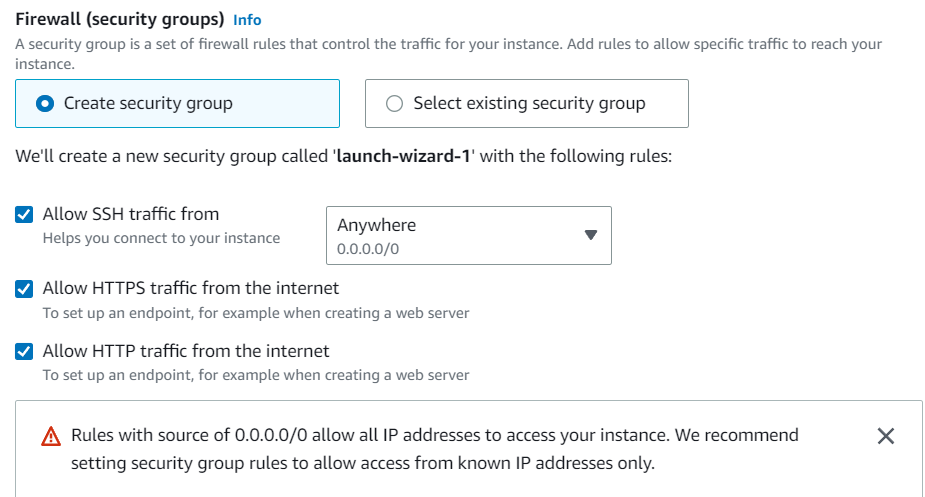 Firewall (security groups) Info
A security group is a set of firewall rules that control the traffic for your instance. Add rules to allow specific traffic to reach your
instance.
Create security group
Select existing security group
We'll create a new security group called 'launch-wizard-1' with the following rules:
Allow SSH traffic from
Helps you connect to your instance
Anywhere
0.0.0.0/0
Allow HTTPS traffic from the internet
To set up an endpoint, for example when creating a web server
Allow HTTP traffic from the internet
To set up an endpoint, for example when creating a web server
Rules with source of 0.0.0.0/0 allow all IP addresses to access your instance. We recommend
setting security group rules to allow access from known IP addresses only.